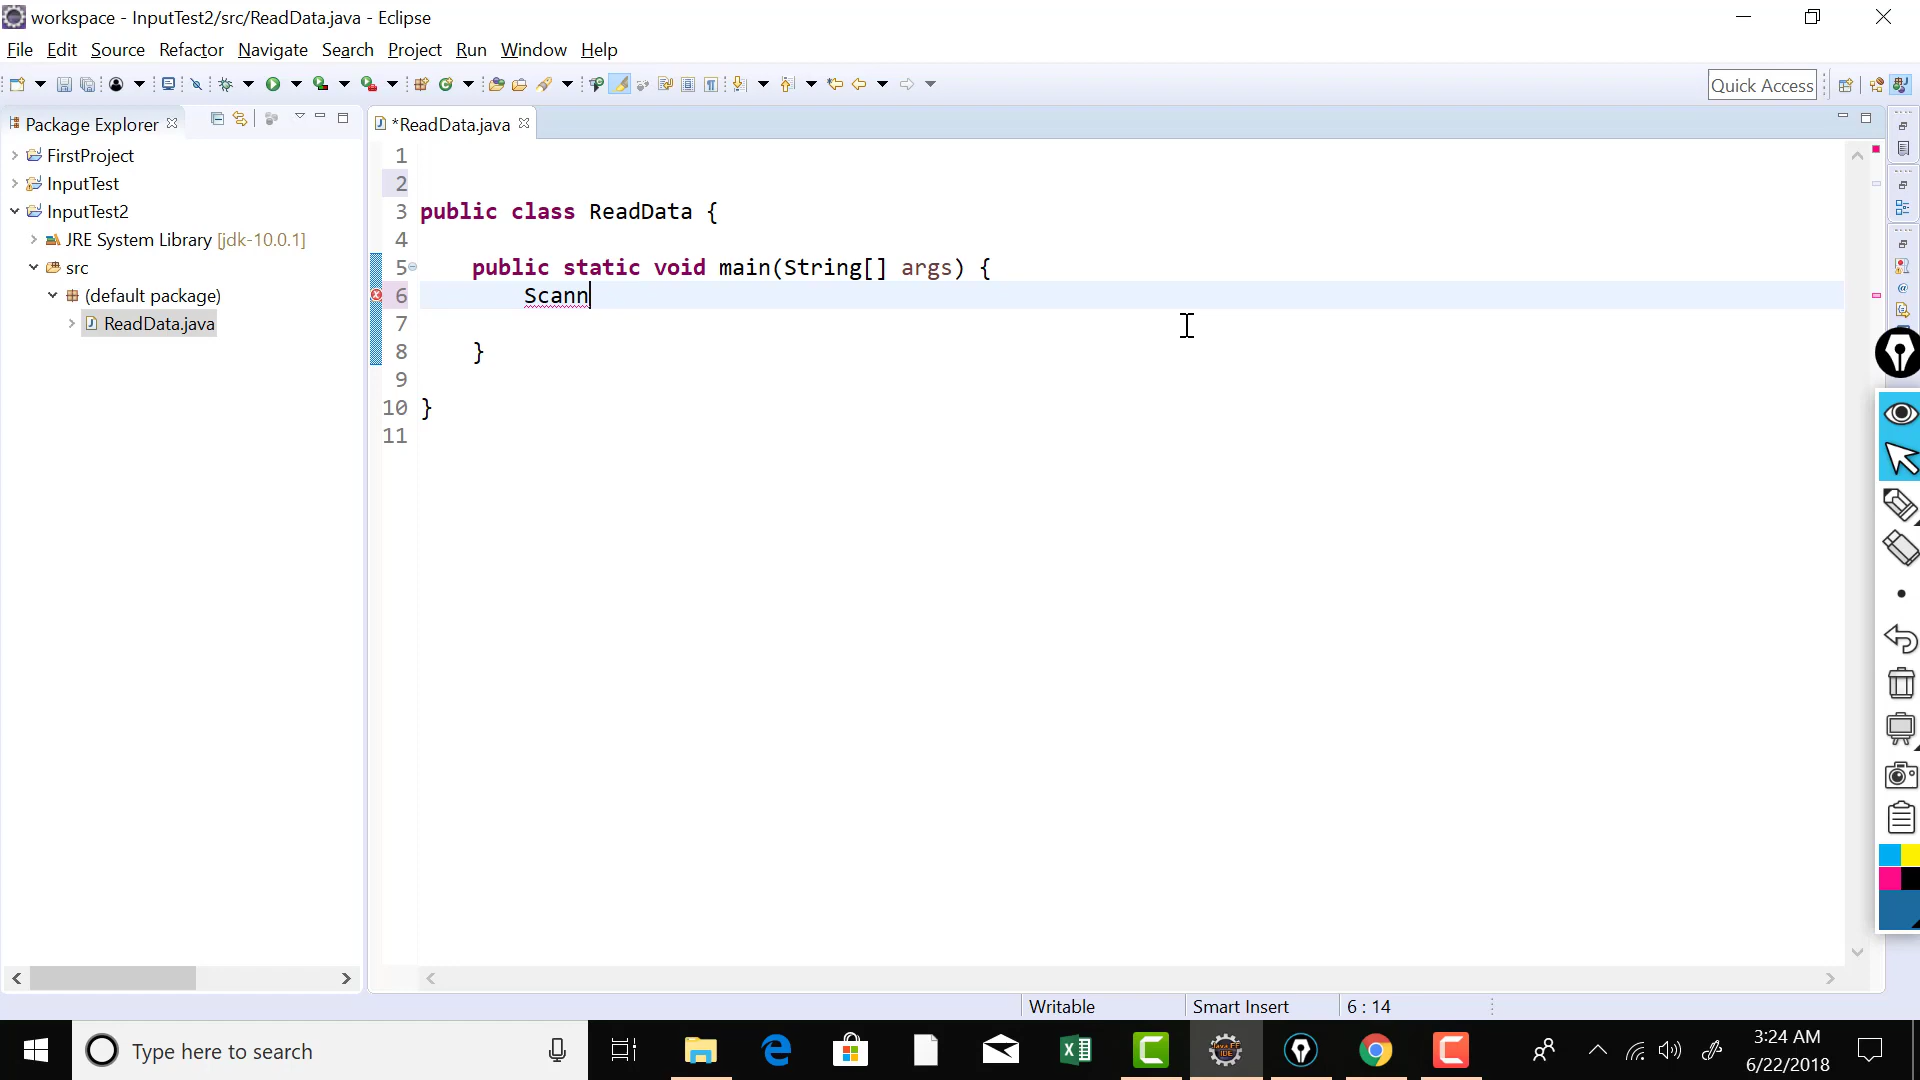 workspace - InputTest2/src/ReadData.java - Eclipse
File Edit Source Refactor Navigate Search Project Run Window Help
Quick Access
Package Explorer
*ReadData.java
FirstProject
InputTest
InputTest2
JRE System Library [jdk-10.0.1]
src
(default package)
ReadData.java
1
2
3 public class ReadData {
4
5 public static void main(String[] args) {
6 Scann
7
8 }
9
10 }
11
Writable Smart Insert 6 : 14
Type here to search
3:24 AM
6/22/2018